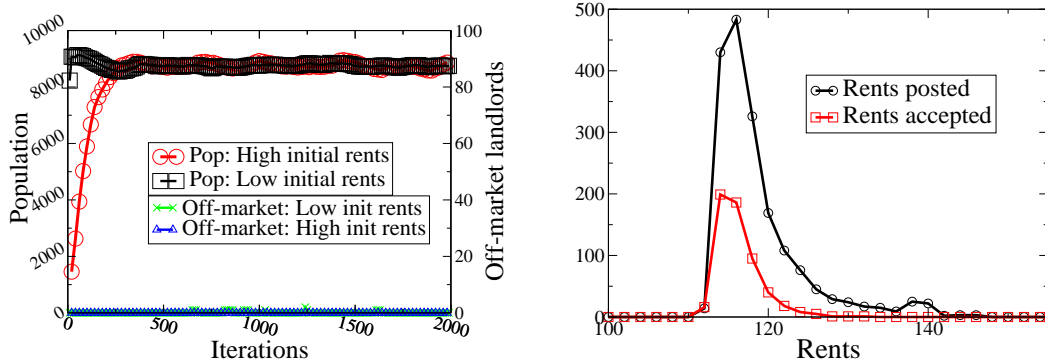 10000
8000
6000
4000
2000
0
Population
100
80
60
40
20
0
Off-market landlords
Pop: High initial rents
Pop: Low initial rents
Off-market: Low init rents
Off-market: High init rents
0 500 1000 1500 2000
Iterations
500
400
300
200
100
0
Rents posted
Rents accepted
100 120 140
Rents